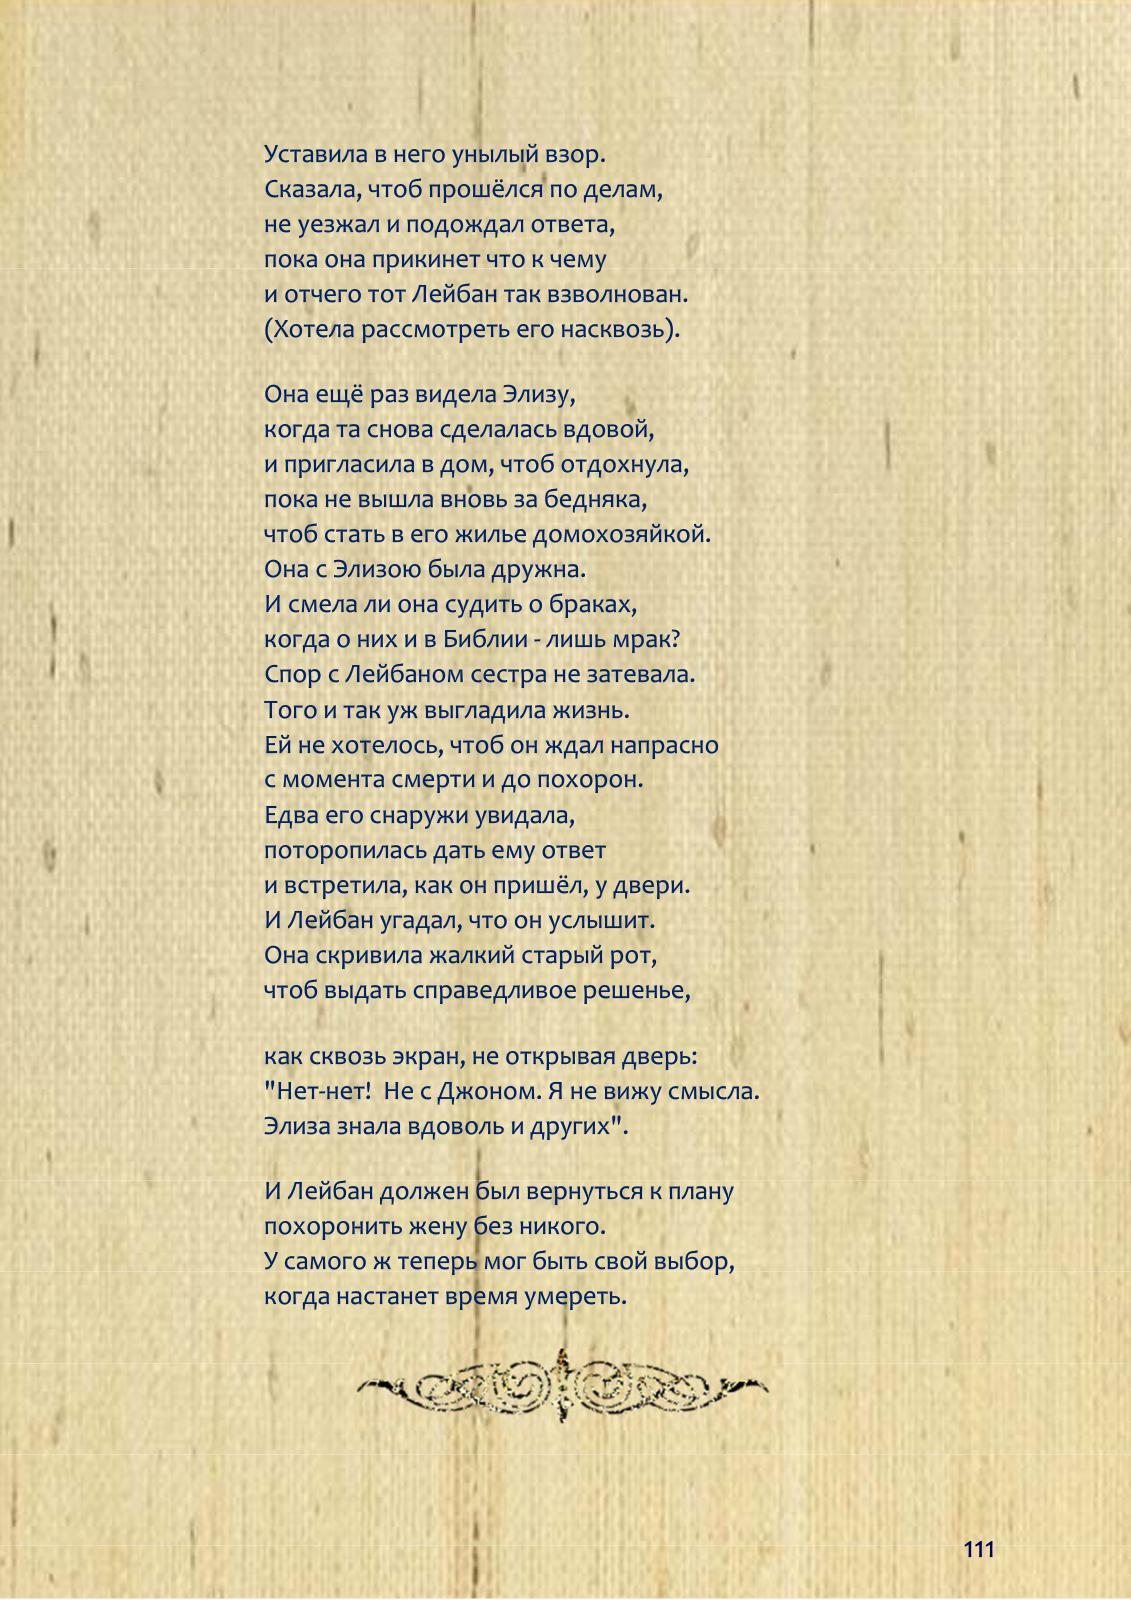 Уставила в него унылый взор.
Сказала, чтоб прошёлся по делам,
не уезжал и подождал ответа,
пока она прикинет что к чему
и отчего тот Лейбан так взволнован.
(Хотела рассмотреть его насквозь).
Она ещё раз видела Элизу,
когда та снова сделалась вдовой,
и пригласила в дом, чтоб отдохнула,
пока не вышла вновь за бедняка,
чтоб стать в его жилье домохозяйкой.
Она с Элизою была дружна.
И смела ли она судить о браках,
когда о них и в Библии - лишь мрак?
Спор с Лейбаном сестра не затевала.
Того и так уж выгладила жизнь.
Ей не хотелось, чтоб он ждал напрасно
с момента смерти и до похорон.
Едва его снаружи увидала,
поторопилась дать ему ответ
и встретила, как он пришёл, у двери.
И Лейбан угадал, что он услышит.
Она скривила жалкий старый рот,
чтоб выдать справедливое решенье,
как сквозь экран, не открывая дверь:
"Нет-нет!  Не с Джоном. Я не вижу смысла.
Элиза знала вдоволь и других".
И Лейбан должен был вернуться к плану
похоронить жену без никого.
У самого ж теперь мог быть свой выбор,
когда настанет время умереть.
111